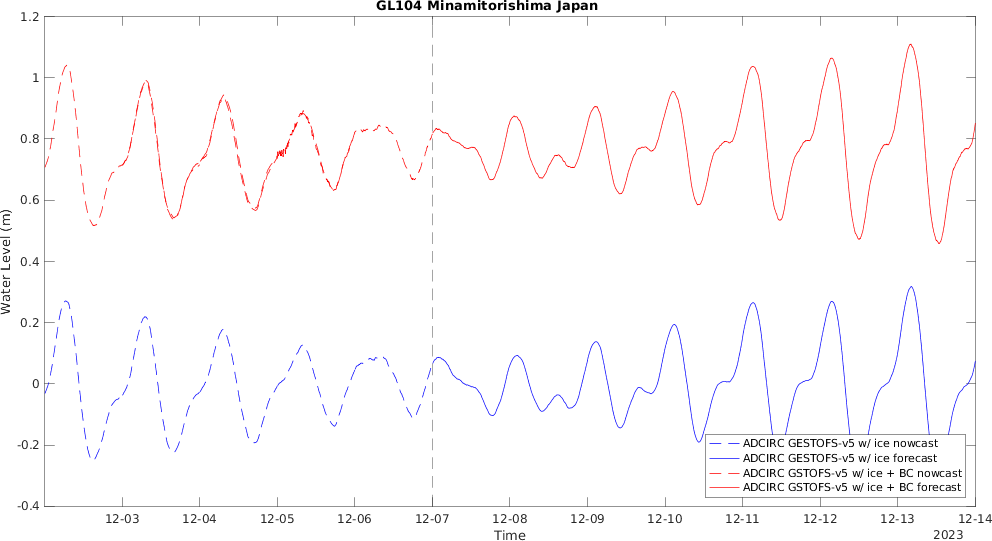 GL104 Minamitorishima Japan
1.2
1
0.8
0.6
0.4
0.2
0
-0.2
-0.4
Water Level (m)
ADCIRC GESTOFS-v5 w/ ice nowcast
ADCIRC GESTOFS-v5 w/ ice forecast
ADCIRC GSTOFS-v5 w/ ice + BC nowcast
ADCIRC GSTOFS-v5 w/ ice + BC forecast
12-03 12-04 12-05 12-06 12-07 12-08 12-09 12-10 12-11 12-12 12-13 12-14
Time
2023